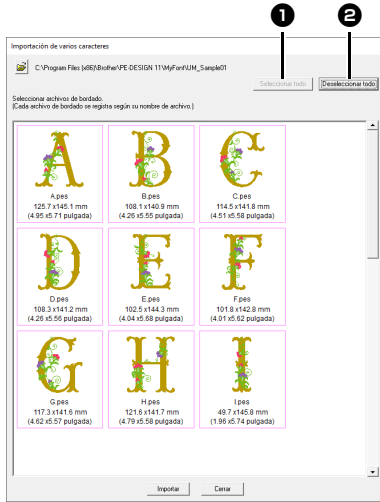 1 2
Importación de varios caracteres
C:\Program Files (x86)\Brother\PE-DESIGN 11\MyFont\UM_Sample01
Seleccionar todo Deseleccionar todo
Seleccionar archivos de bordado.
(Cada archivo de bordado se registra según su nombre de archivo.)
A B C
A.pes B.pes C.pes
125.7 x145.1 mm 108.1 x140.9 mm 114.5 x141.8 mm
(4.95 x5.71 pulgada) (4.26 x5.55 pulgada) (4.51 x5.58 pulgada)
D E F
D.pes E.pes F.pes
108.3 x141.2 mm 102.5 x144.3 mm 101.8 x142.8 mm
(4.26 x5.56 pulgada) (4.04 x5.68 pulgada) (4.01 x5.62 pulgada)
G H I
G.pes H.pes I.pes
117.3 x141.6 mm 121.6 x141.7 mm 49.7 x145.8 mm
(4.62 x5.57 pulgada) (4.79 x5.58 pulgada) (1.96 x5.74 pulgada)
Importar Cerrar